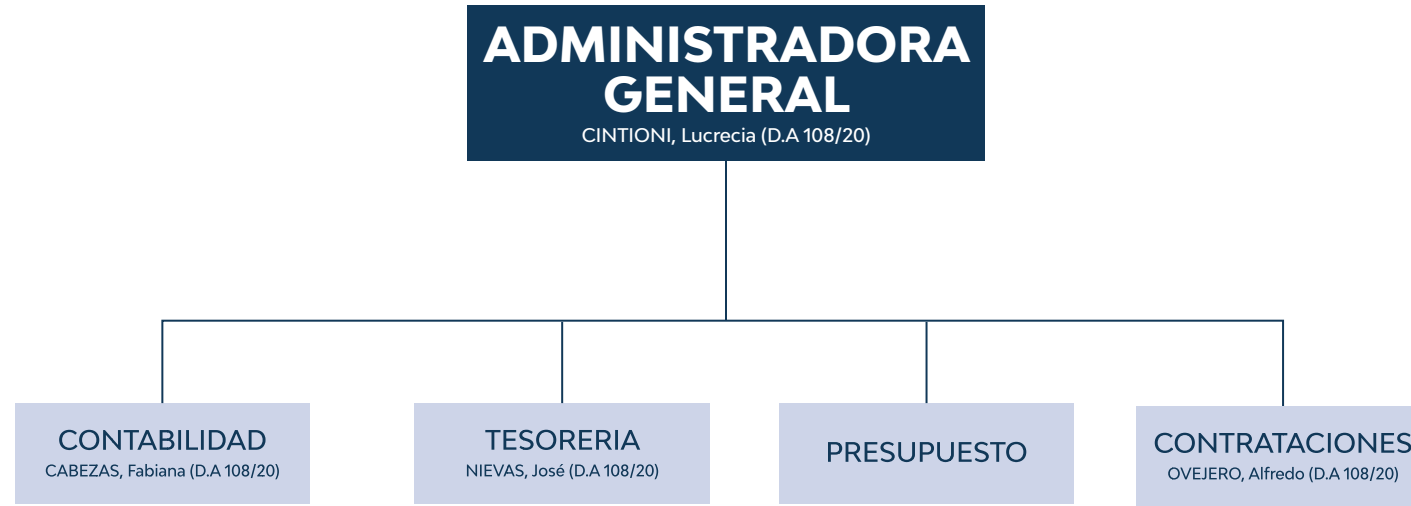 ADMINISTRADORA
GENERAL
CINTIONI, Lucrecia (D.A 108/20)
CONTABILIDAD
CABEZAS, Fabiana (D.A 108/20)
TESORERIA
NIEVAS, José (D.A 108/20)
PRESUPUESTO
CONTRATACIONES
OVEJERO, Alfredo (D.A 108/20)